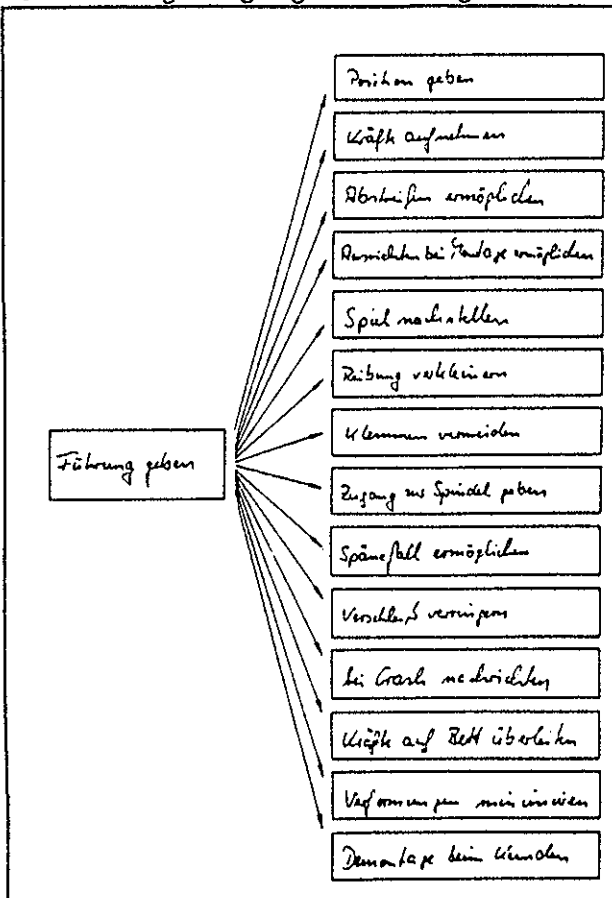 Position geben
Kräfte aufnehmen
Abstreifen ermöglichen
Ausrichten bei Montage ermöglichen
Spiel nachstellen
Reibung verkleinern
Führung geben
Klemmen vermeiden
Zugang zur Spindel geben
Spänefall ermöglichen
Verschleiß verringern
bei Crash nachrichten
Kräfte auf Bett überleiten
Verformungen minimieren
Demontage beim Kunden